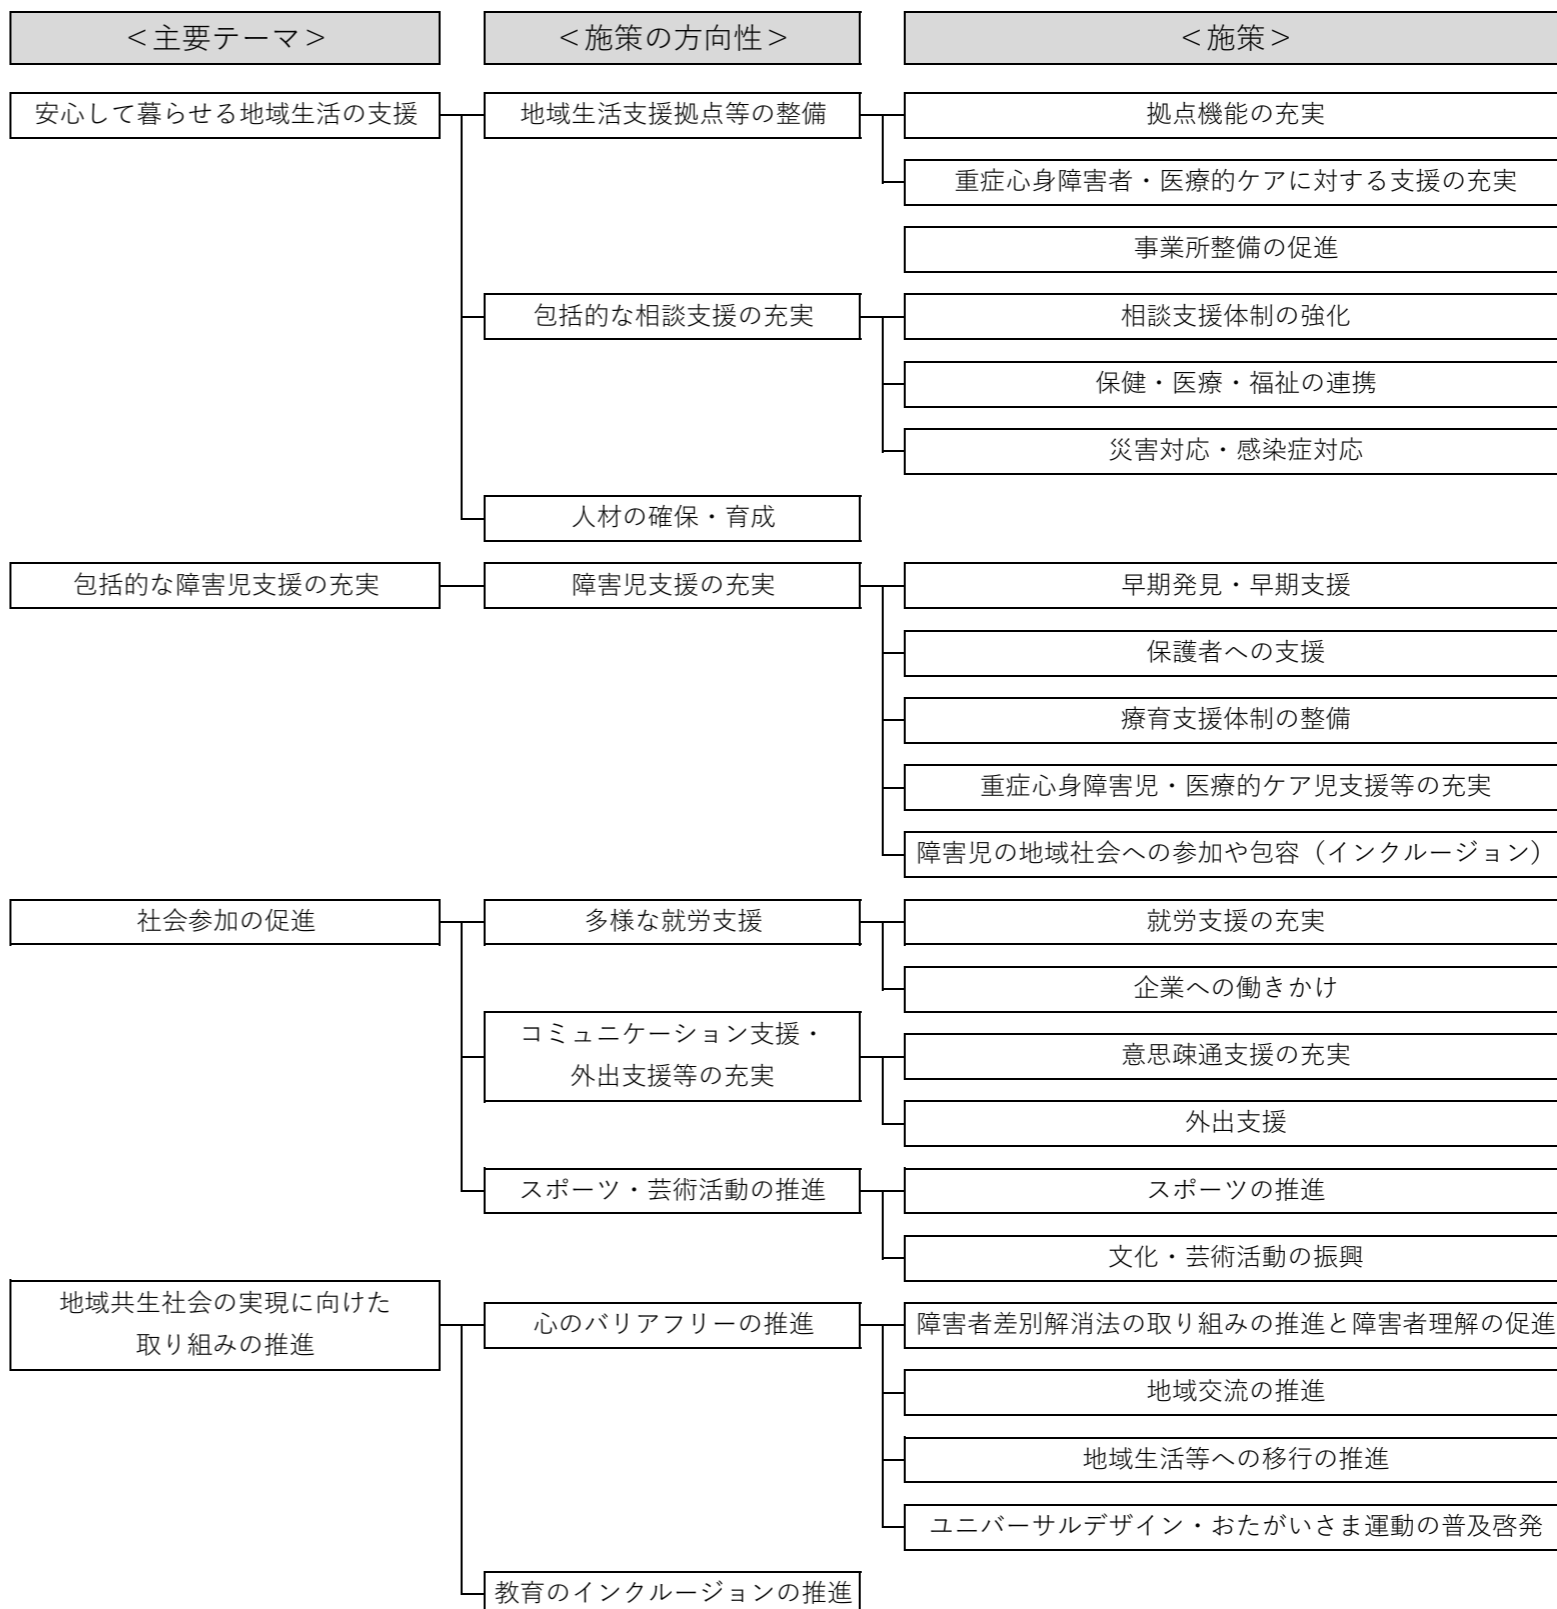 ＜主要テーマ＞
＜施策の方向性＞
＜施策＞
安心して暮らせる地域生活の支援
地域生活支援拠点等の整備
拠点機能の充実
重症心身障害者・医療的ケアに対する支援の充実
事業所整備の促進
包括的な相談支援の充実
相談支援体制の強化
保健・医療・福祉の連携
災害対応・感染症対応
人材の確保・育成
包括的な障害児支援の充実
障害児支援の充実
早期発見・早期支援
保護者への支援
療育支援体制の整備
重症心身障害児・医療的ケア児支援等の充実
障害児の地域社会への参加や包容（インクルージョン）
社会参加の促進
多様な就労支援
就労支援の充実
企業への働きかけ
コミュニケーション支援・
外出支援等の充実
意思疎通支援の充実
外出支援
スポーツ・芸術活動の推進
スポーツの推進
文化・芸術活動の振興
地域共生社会の実現に向けた
取り組みの推進
心のバリアフリーの推進
障害者差別解消法の取り組みの推進と障害者理解の促進
地域交流の推進
地域生活等への移行の推進
ユニバーサルデザイン・おたがいさま運動の普及啓発
教育のインクルージョンの推進